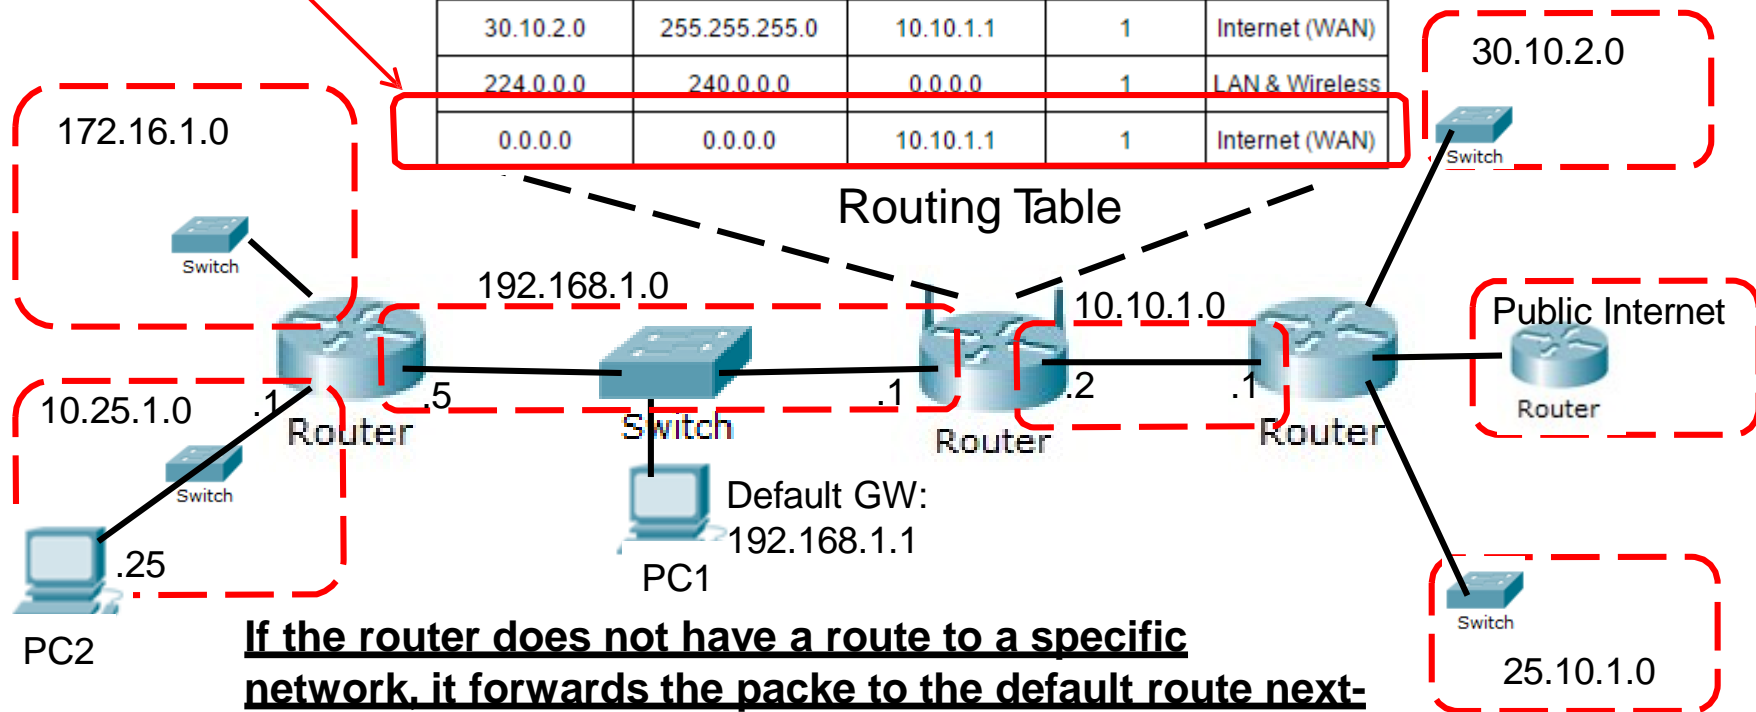 30.10.2.0 255.255.255.0 10.10.1.1 1 Internet (WAN)
224.0.0.0 240.0.0.0 0.0.0.0 1 LAN & Wireless
0.0.0.0 0.0.0.0 10.10.1.1 1 Internet (WAN)
30.10.2.0
Switch
172.16.1.0
Switch
Routing Table
192.168.1.0
10.10.1.0
Public Internet
Router
10.25.1.0
.1
.5
.1
.2
.1
Router
Switch
Router
Router
Switch
.25
PC2
Default GW:
192.168.1.1
PC1
Switch
25.10.1.0
If the router does not have a route to a specific
network, it forwards the packe to the default route next-